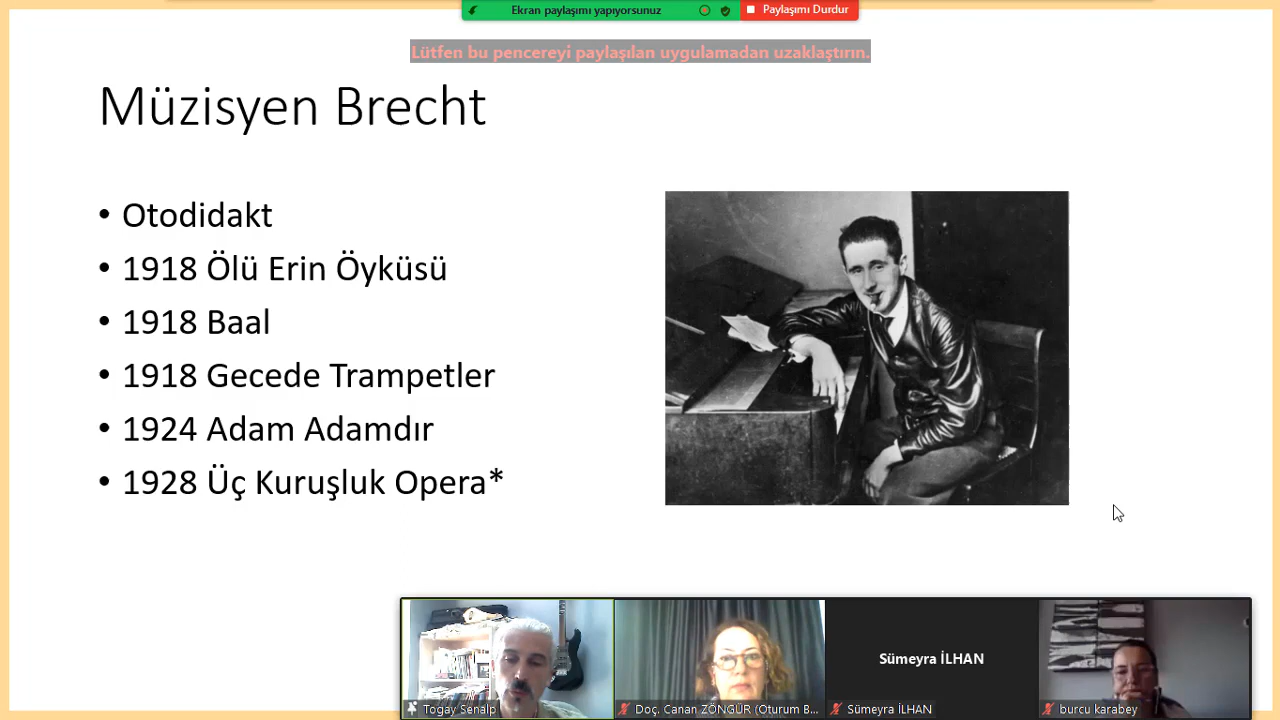 Ekran paylaşımı yapıyorsunuz
Paylaşımı Durdur
Lütfen bu pencereyi paylaşılan uygulamadan uzaklaştırın.
Müzisyen Brecht
• Otodidakt
• 1918 Ölü Erin Öyküsü
• 1918 Baal
• 1918 Gecede Trampetler
• 1924 Adam Adamdır
• 1928 Üç Kuruşluk Opera*
Sümeyra İLHAN
Togay Senalp
Doç. Canan ZÖNGÜR (Oturum B...
Sümeyra İLHAN
burcu karabey